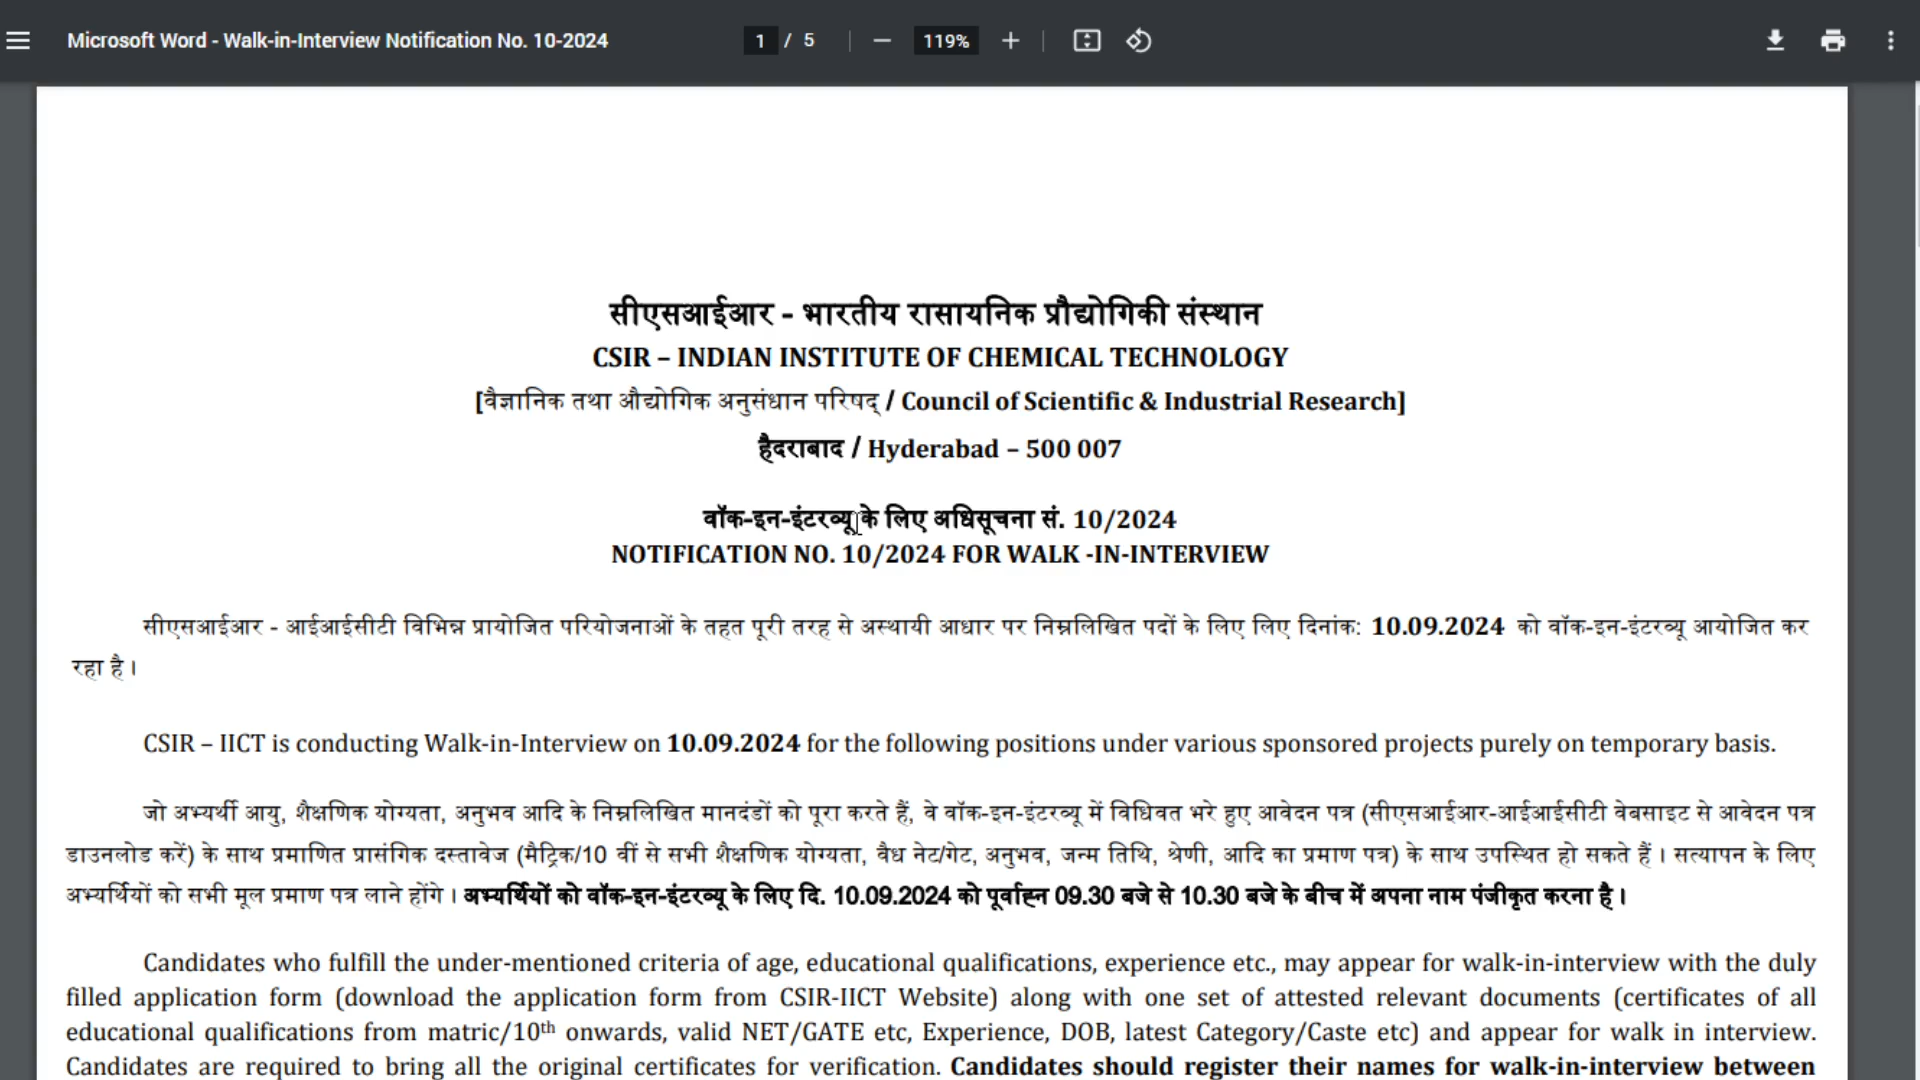 Microsoft Word - Walk-in-Interview Notification No. 10-2024
1 / 5
119%
सीएसआईआर - भारतीय रासायनिक प्रौद्योगिकी संस्थान
CSIR – INDIAN INSTITUTE OF CHEMICAL TECHNOLOGY
[वैज्ञानिक तथा औद्योगिक अनुसंधान परिषद् / Council of Scientific & Industrial Research]
हैदराबाद / Hyderabad – 500 007
वॉक-इन-इंटरव्यू के लिए अधिसूचना सं. 10/2024
NOTIFICATION NO. 10/2024 FOR WALK -IN-INTERVIEW
सीएसआईआर - आईआईसीटी विभिन्न प्रायोजित परियोजनाओं के तहत पूरी तरह से अस्थायी आधार पर निम्नलिखित पदों के लिए लिए दिनांक: 10.09.2024 को वॉक-इन-इंटरव्यू आयोजित कर
रहा है।
CSIR – IICT is conducting Walk-in-Interview on 10.09.2024 for the following positions under various sponsored projects purely on temporary basis.
जो अभ्यर्थी आयु, शैक्षणिक योग्यता, अनुभव आदि के निम्नलिखित मानदंडों को पूरा करते हैं, वे वॉक-इन-इंटरव्यू में विधिवत भरे हुए आवेदन पत्र (सीएसआईआर-आईआईसीटी वेबसाइट से आवेदन पत्र
डाउनलोड करें) के साथ प्रमाणित प्रासंगिक दस्तावेज (मैट्रिक/10 वीं से सभी शैक्षणिक योग्यता, वैध नेट/गेट, अनुभव, जन्म तिथि, श्रेणी, आदि का प्रमाण पत्र) के साथ उपस्थित हो सकते हैं। सत्यापन के लिए
अभ्यर्थियों को सभी मूल प्रमाण पत्र लाने होंगे। अभ्यर्थियों को वॉक-इन-इंटरव्यू के लिए दि. 10.09.2024 को पूर्वाह्न 09.30 बजे से 10.30 बजे के बीच में अपना नाम पंजीकृत करना है।
Candidates who fulfill the under-mentioned criteria of age, educational qualifications, experience etc., may appear for walk-in-interview with the duly
filled application form (download the application form from CSIR-IICT Website) along with one set of attested relevant documents (certificates of all
educational qualifications from matric/10th onwards, valid NET/GATE etc, Experience, DOB, latest Category/Caste etc) and appear for walk in interview.
Candidates are required to bring all the original certificates for verification. Candidates should register their names for walk-in-interview between